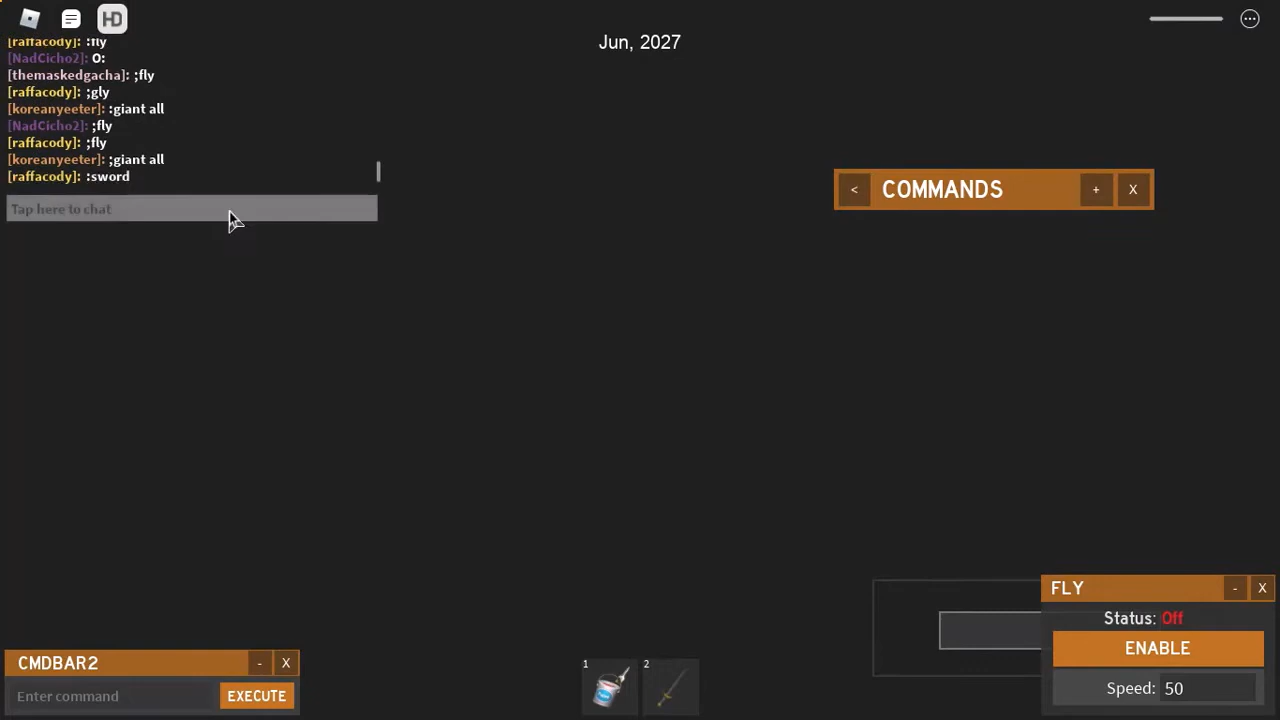 HD
Jun, 2027
[raffacody]: :fly
[NadCicho2]: O:
[themaskedgacha]: ;fly
[raffacody]: ;gly
[koreanyeeter]: :giant all
[NadCicho2]: ;fly
[raffacody]: ;fly
[koreanyeeter]: ;giant all
[raffacody]: :sword
Tap here to chat
< COMMANDS + X
FLY - X
Status: Off
ENABLE
Speed: 50
CMDBAR2 - X
Enter command EXECUTE
1 2